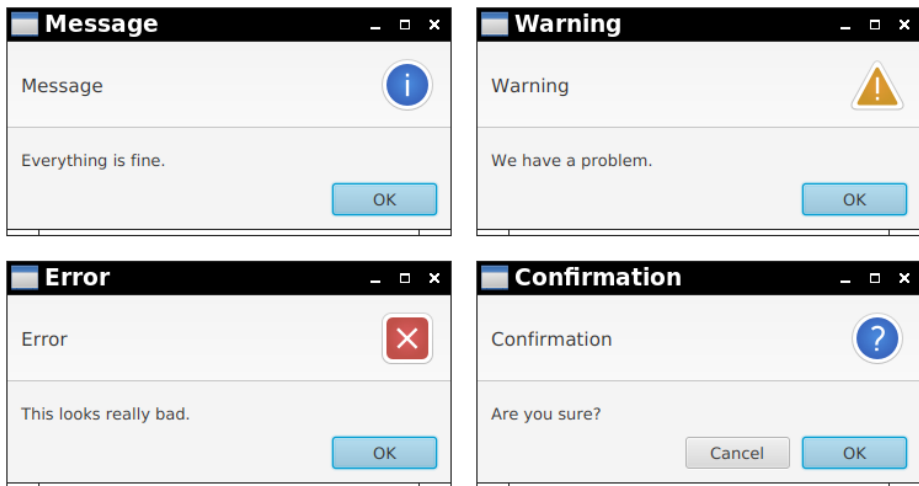 Message
Message
Everything is fine.
OK
Warning
Warning
We have a problem.
OK
Error
Error
This looks really bad.
OK
Confirmation
Confirmation
Are you sure?
Cancel OK